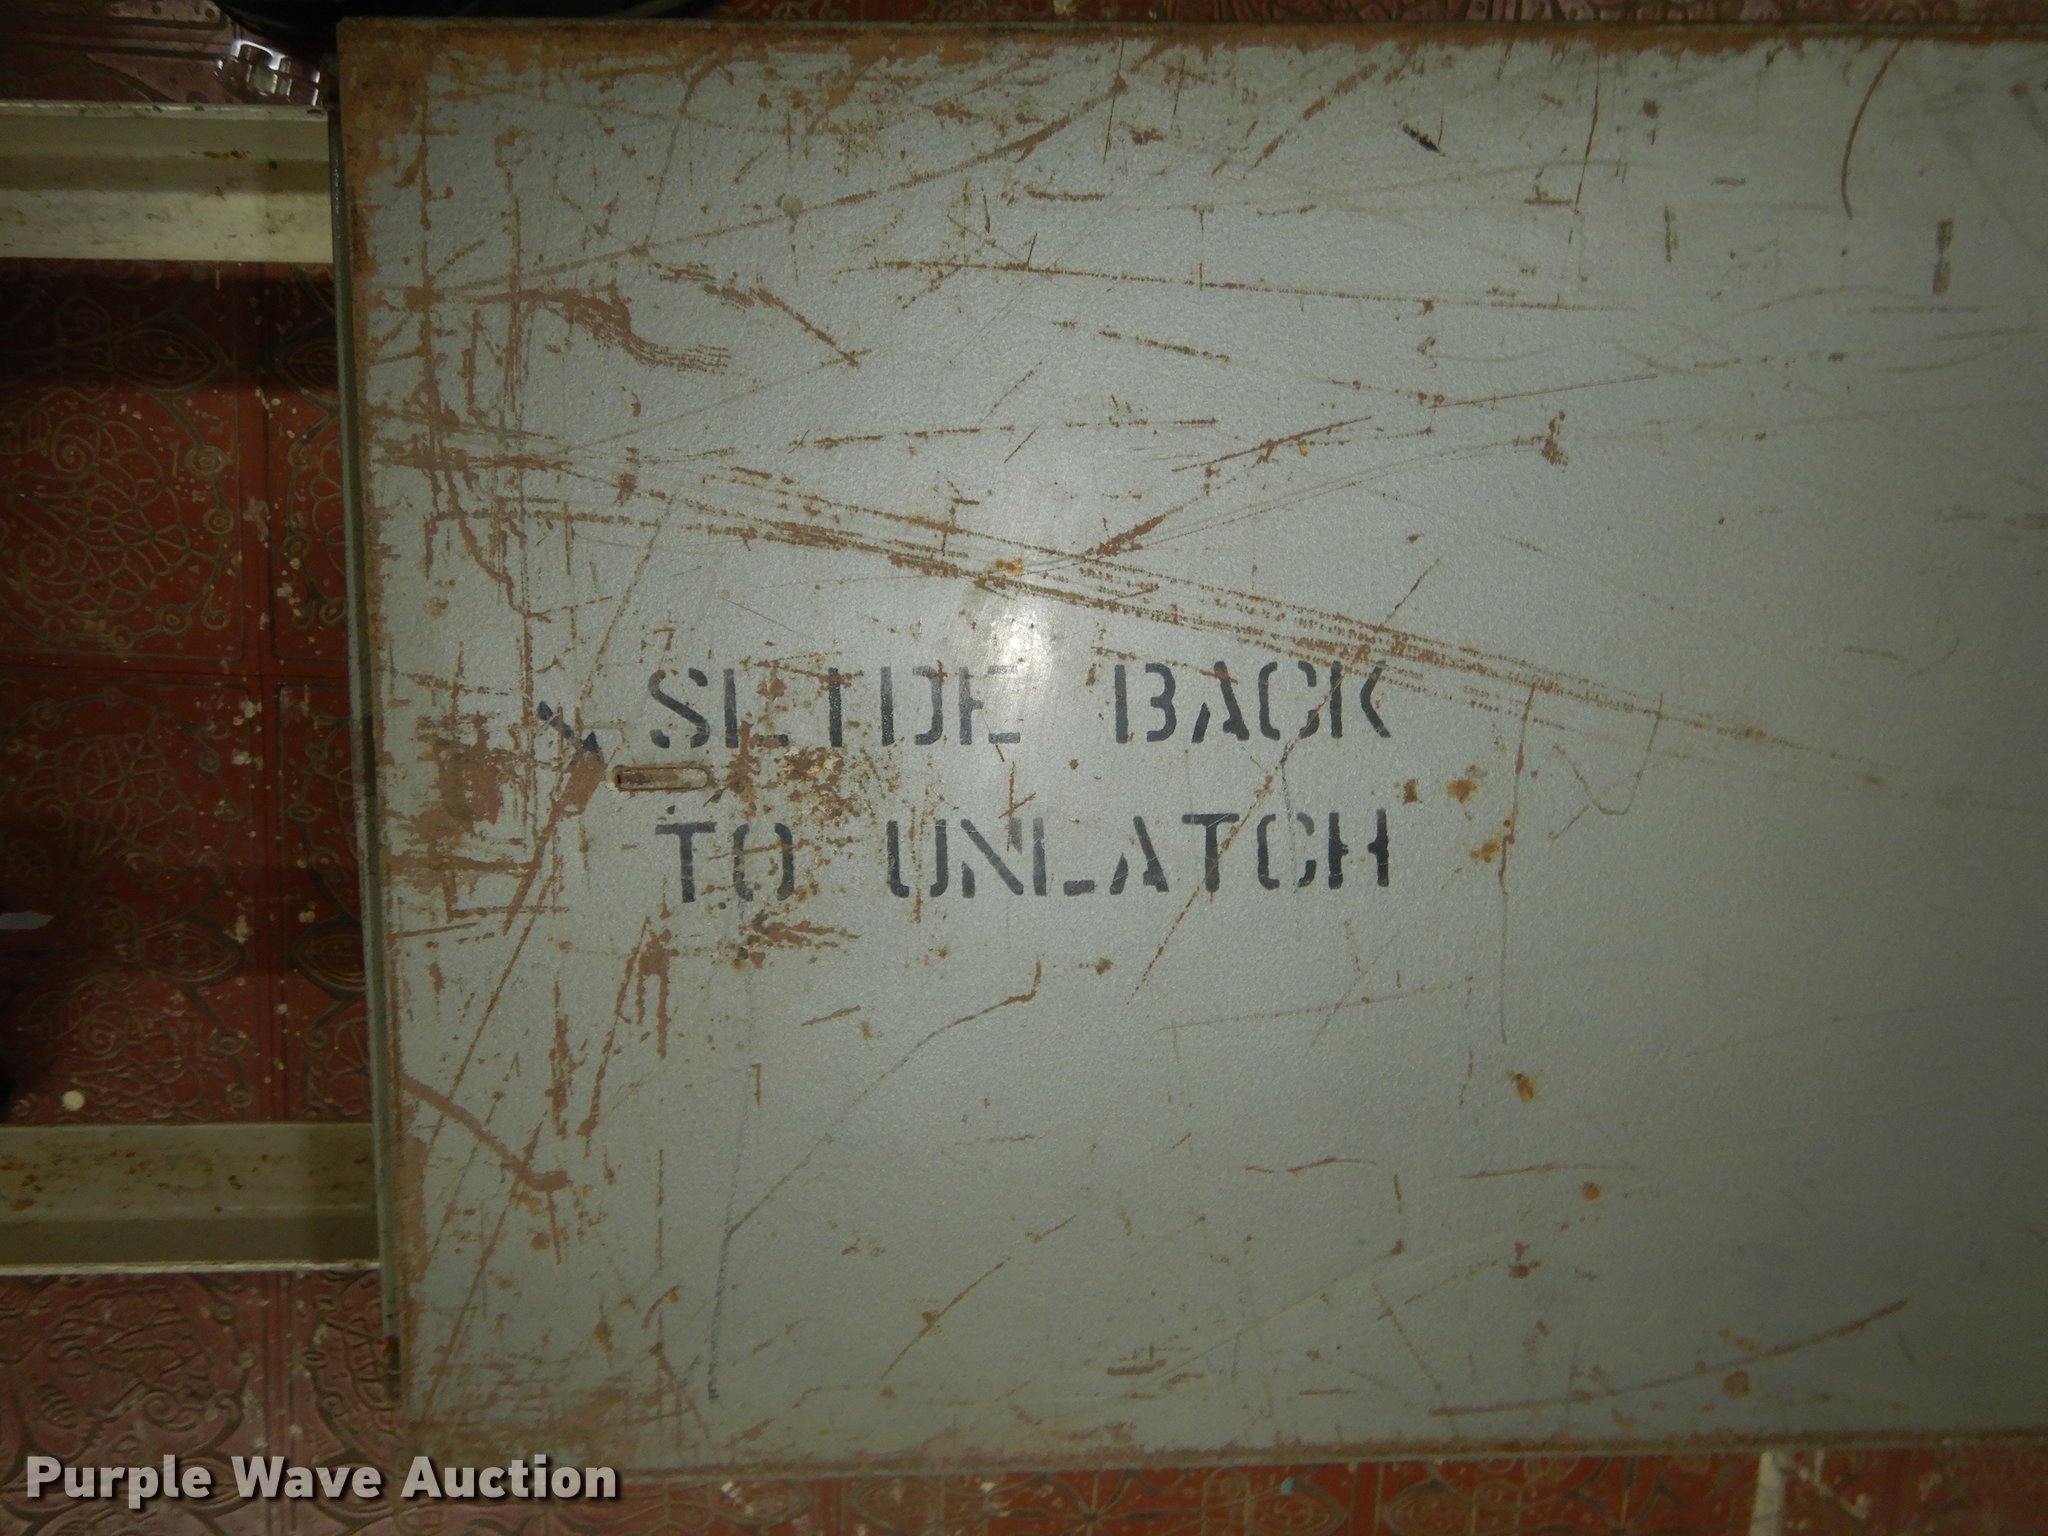 SLIDE BACK
TO UNLATCH
Purple Wave Auction